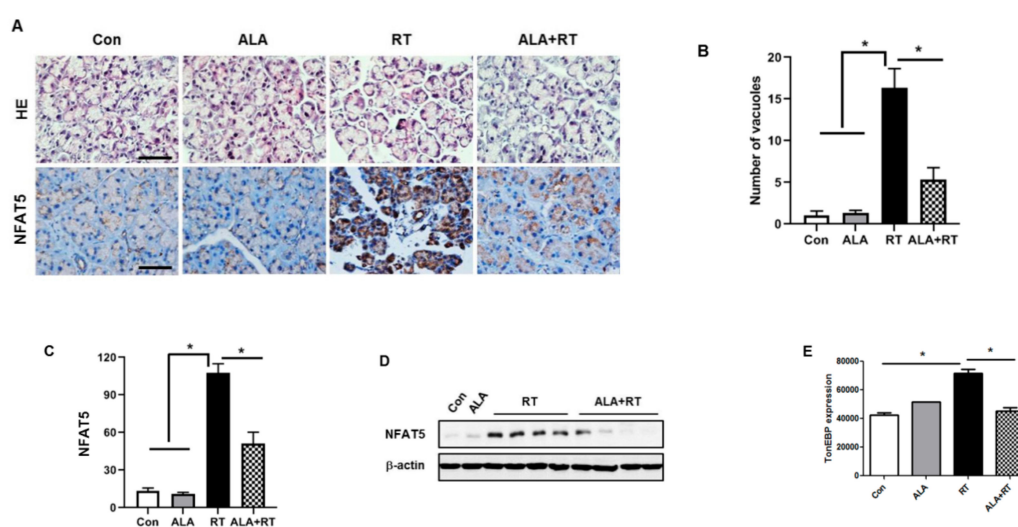 A
Con ALA RT ALA+RT
HE
NFAT5
B
* *
Number of vacuoles
20
15
10
5
0
Con ALA RT ALA+RT
C
* *
NFAT5
120
90
60
30
0
Con ALA RT ALA+RT
D
Con ALA RT ALA+RT
NFAT5
β-actin
E
* *
TonEBP expression
80000
60000
40000
20000
0
Con ALA RT ALA+RT